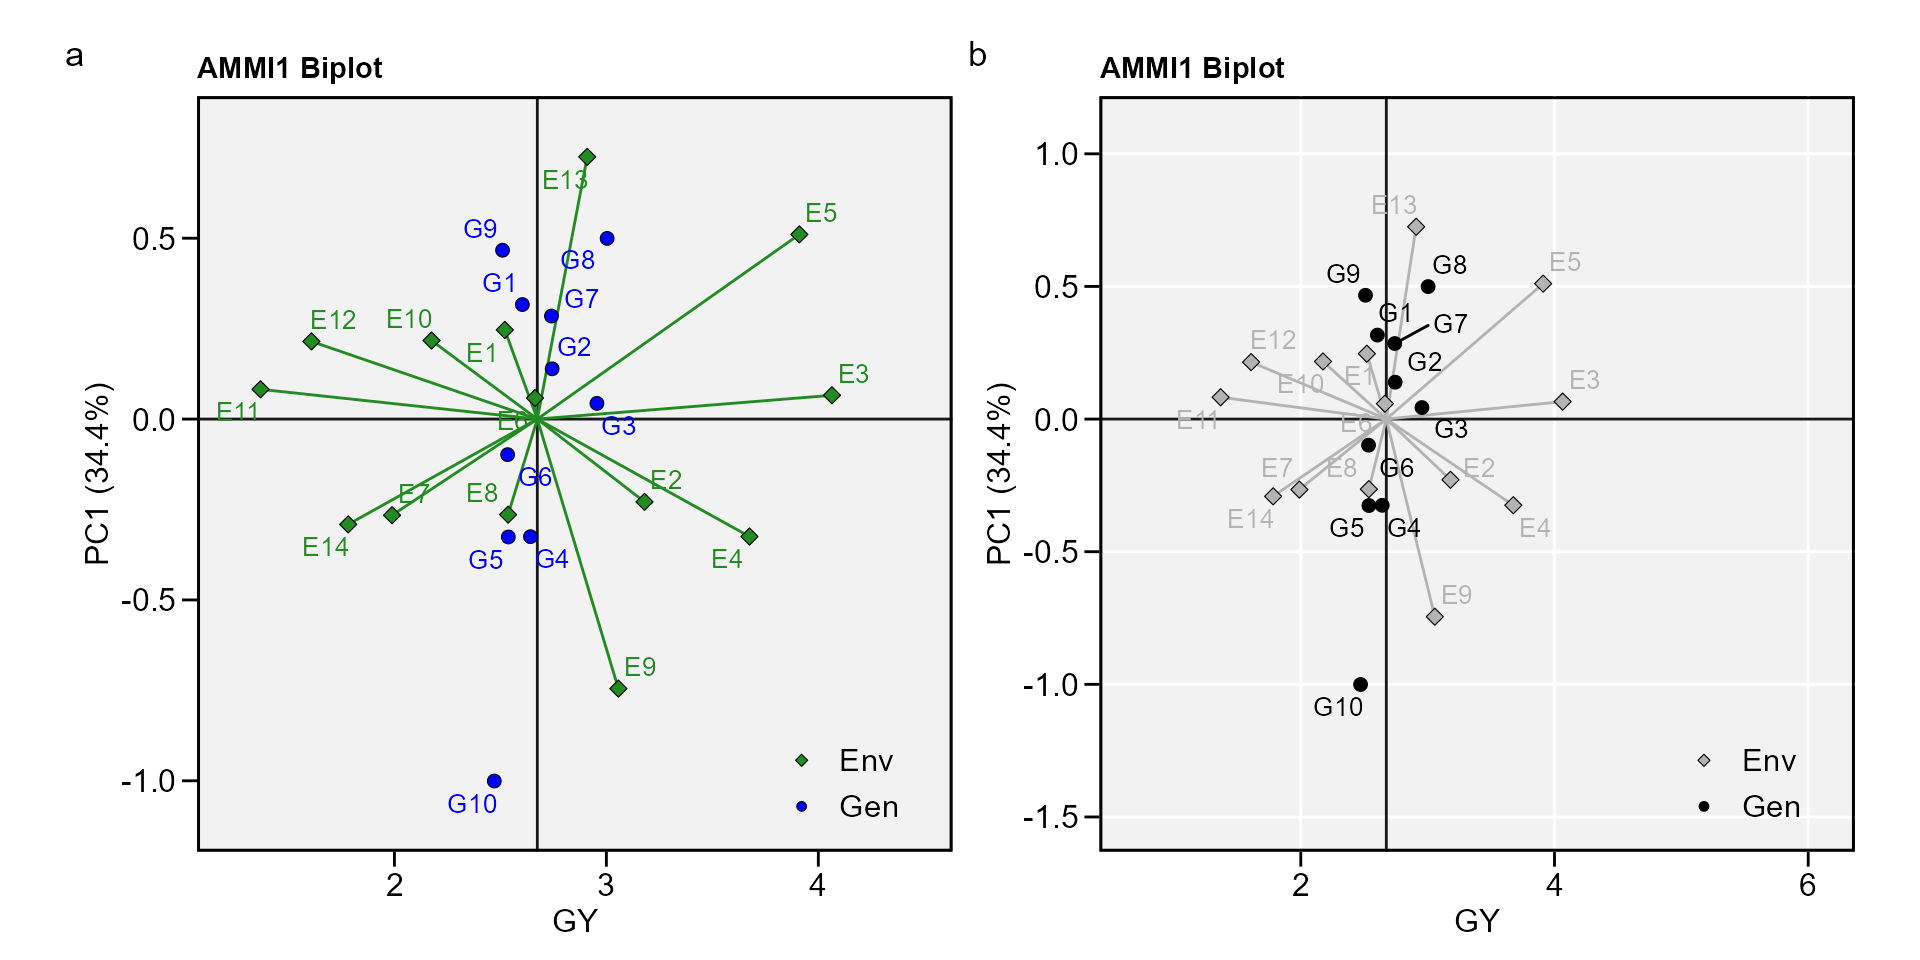 a
AMMI1 Biplot
E13
E5
G9
G8
G1
G7
E12
E10
E1
G2
E3
E11
E6
G3
G6
E2
E7
E8
E14
G5
G4
E4
E9
G10
0.5
0.0
-0.5
-1.0
PC1 (34.4%)
2
3
4
GY
Env
Gen
b
AMMI1 Biplot
E13
E5
G9
G8
G1
G7
E12
G2
E10
E1
E3
E11
E6
G3
E7
E8
G6
E2
E14
G5
G4
E4
E9
G10
1.0
0.5
0.0
-0.5
-1.0
-1.5
PC1 (34.4%)
2
4
6
GY
Env
Gen